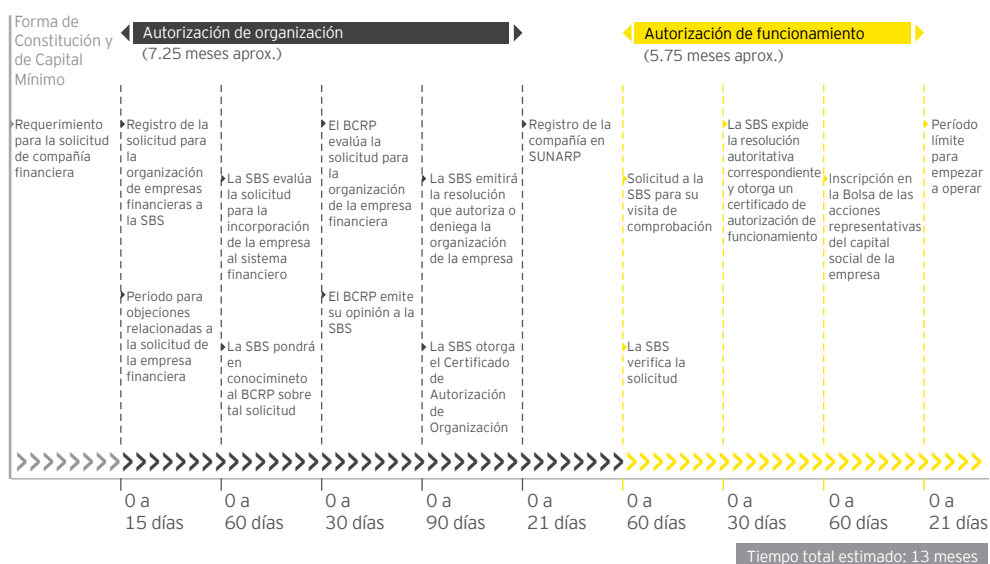 Forma de
Constitución y
de Capital
Mínimo
Autorización de organización
(7.25 meses aprox.)
Autorización de funcionamiento
(5.75 meses aprox.)
Requerimiento
para la solicitud
de compañía
financiera
Registro de la
solicitud para
la
organización
de empresas
financieras a
la SBS
Periodo para
objeciones
relacionadas a
la solicitud de
la empresa
financiera
La SBS evalúa
la solicitud
para la
incorporación
de la empresa
al sistema
financiero
La SBS pondrá
en
conocimineto
al BCRP sobre
tal solicitud
El BCRP
evalúa la
solicitud para
la
organización
de la empresa
financiera
El BCRP emite
su opinión a la
SBS
La SBS emitirá
la resolución
que autoriza o
deniega la
organización
de la empresa
La SBS otorga
el Certificado
de
Autorización
de
Organización
Registro de la
compañía en
SUNARP
Solicitud a la
SBS para su
visita de
comprobación
La SBS
verifica la
solicitud
La SBS expide
la resolución
autoritativa
correspondiente
y otorga un
certificado de
autorización de
funcionamiento
Inscripción en
la Bolsa de las
acciones
representativas
del capital
social de la
empresa
Período
límite
para
empezar
a operar
0 a
15 días
0 a
60 días
0 a
30 días
0 a
90 días
0 a
21 días
0 a
60 días
0 a
30 días
0 a
60 días
0 a
21 días
Tiempo total estimado: 13 meses